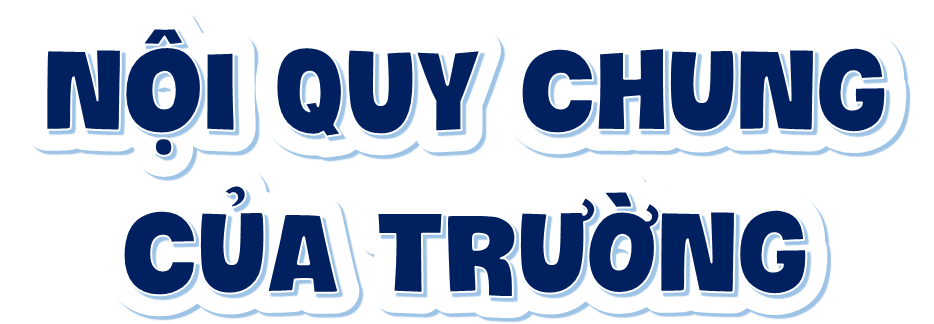 NỘI QUY CHUNG
CỦA TRƯỜNG